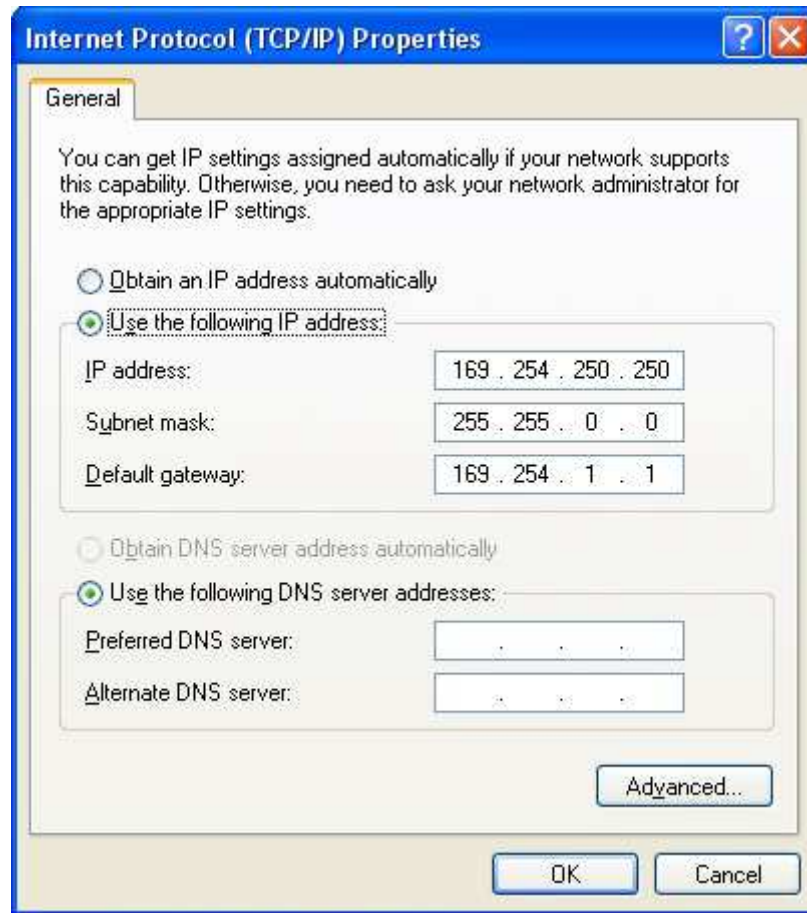 Internet Protocol (TCP/IP) Properties
?
General
You can get IP settings assigned automatically if your network supports
this capability. Otherwise, you need to ask your network administrator for
the appropriate IP settings.
Obtain an IP address automatically
Use the following IP address:
IP address: 169 . 254 . 250 . 250
Subnet mask: 255 . 255 . 0 . 0
Default gateway: 169 . 254 . 1 . 1
Obtain DNS server address automatically
Use the following DNS server addresses:
Preferred DNS server: . . .
Alternate DNS server: . . .
Advanced...
OK Cancel